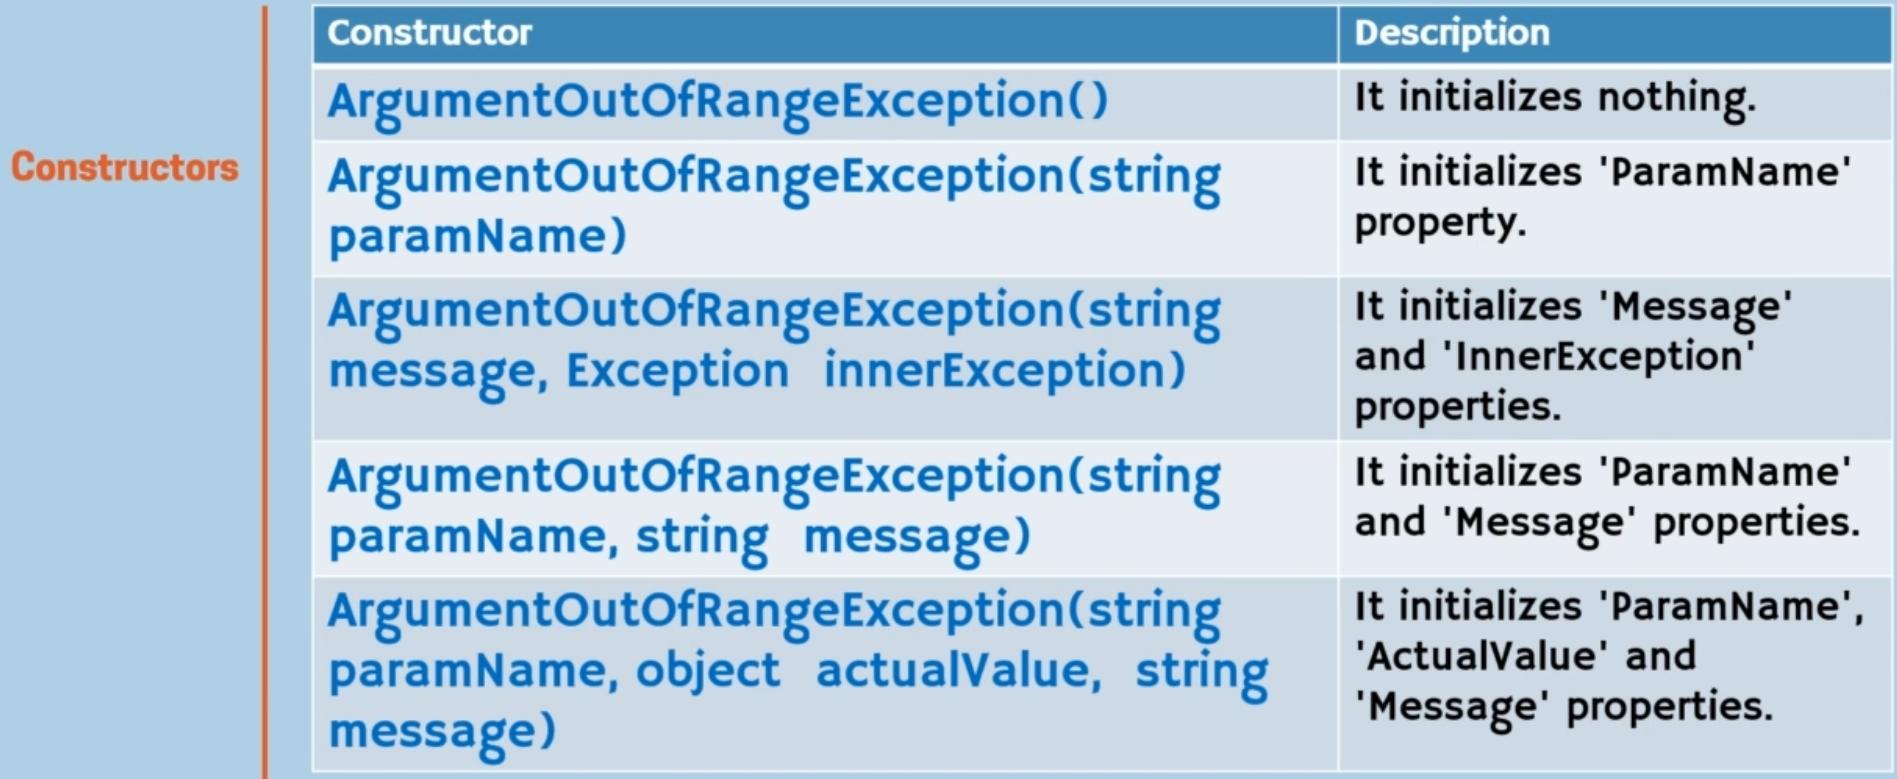 Constructors
Constructor
Description
ArgumentOutOfRangeException()
It initializes nothing.
ArgumentOutOfRangeException(string
paramName)
It initializes 'ParamName'
property.
ArgumentOutOfRangeException(string
message, Exception innerException)
It initializes 'Message'
and 'InnerException'
properties.
ArgumentOutOfRangeException(string
paramName, string message)
It initializes 'ParamName'
and 'Message' properties.
ArgumentOutOfRangeException(string
paramName, object actualValue, string
message)
It initializes 'ParamName',
'ActualValue' and
'Message' properties.